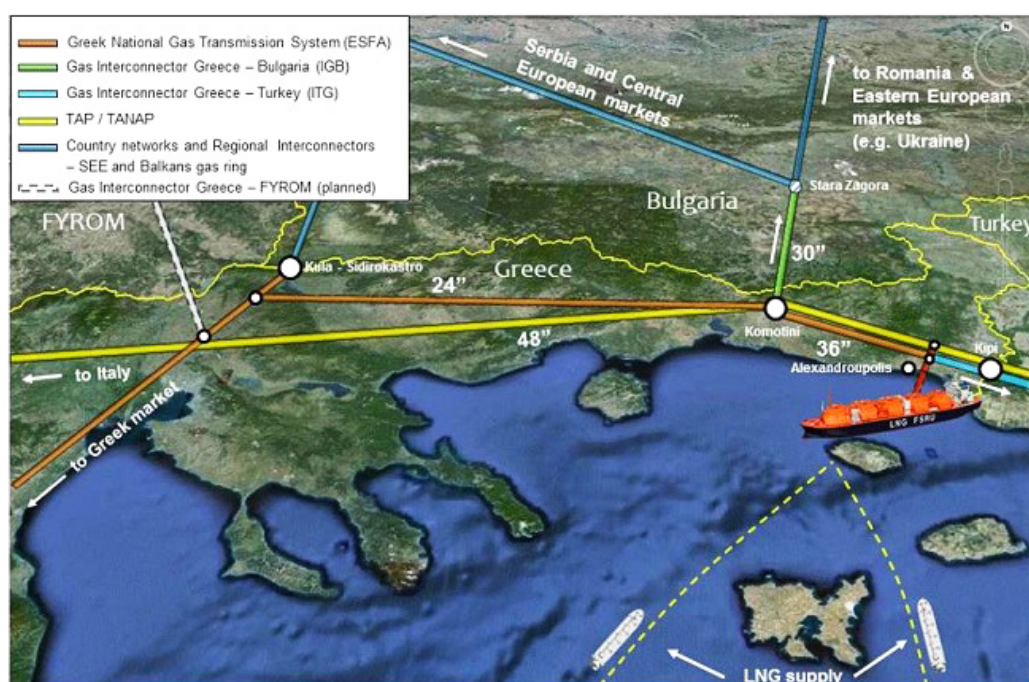 Greek National Gas Transmission System (ESFA)
Gas Interconnector Greece – Bulgaria (IGB)
Gas Interconnector Greece – Turkey (ITG)
TAP / TANAP
Country networks and Regional Interconnectors
– SEE and Balkans gas ring
Gas Interconnector Greece – FYROM (planned)
Serbia and Central
European markets
to Romania &
Eastern European
markets
(e.g. Ukraine)
N
Stara Zagora
Bulgaria
Turkey
FYROM
30”
Kula - Sidirokastro
Greece
24”
Komotini
48”
36”
Kipi
Alexandroupolis
to Italy
LNG FSRU
to Greek market
LNG supply